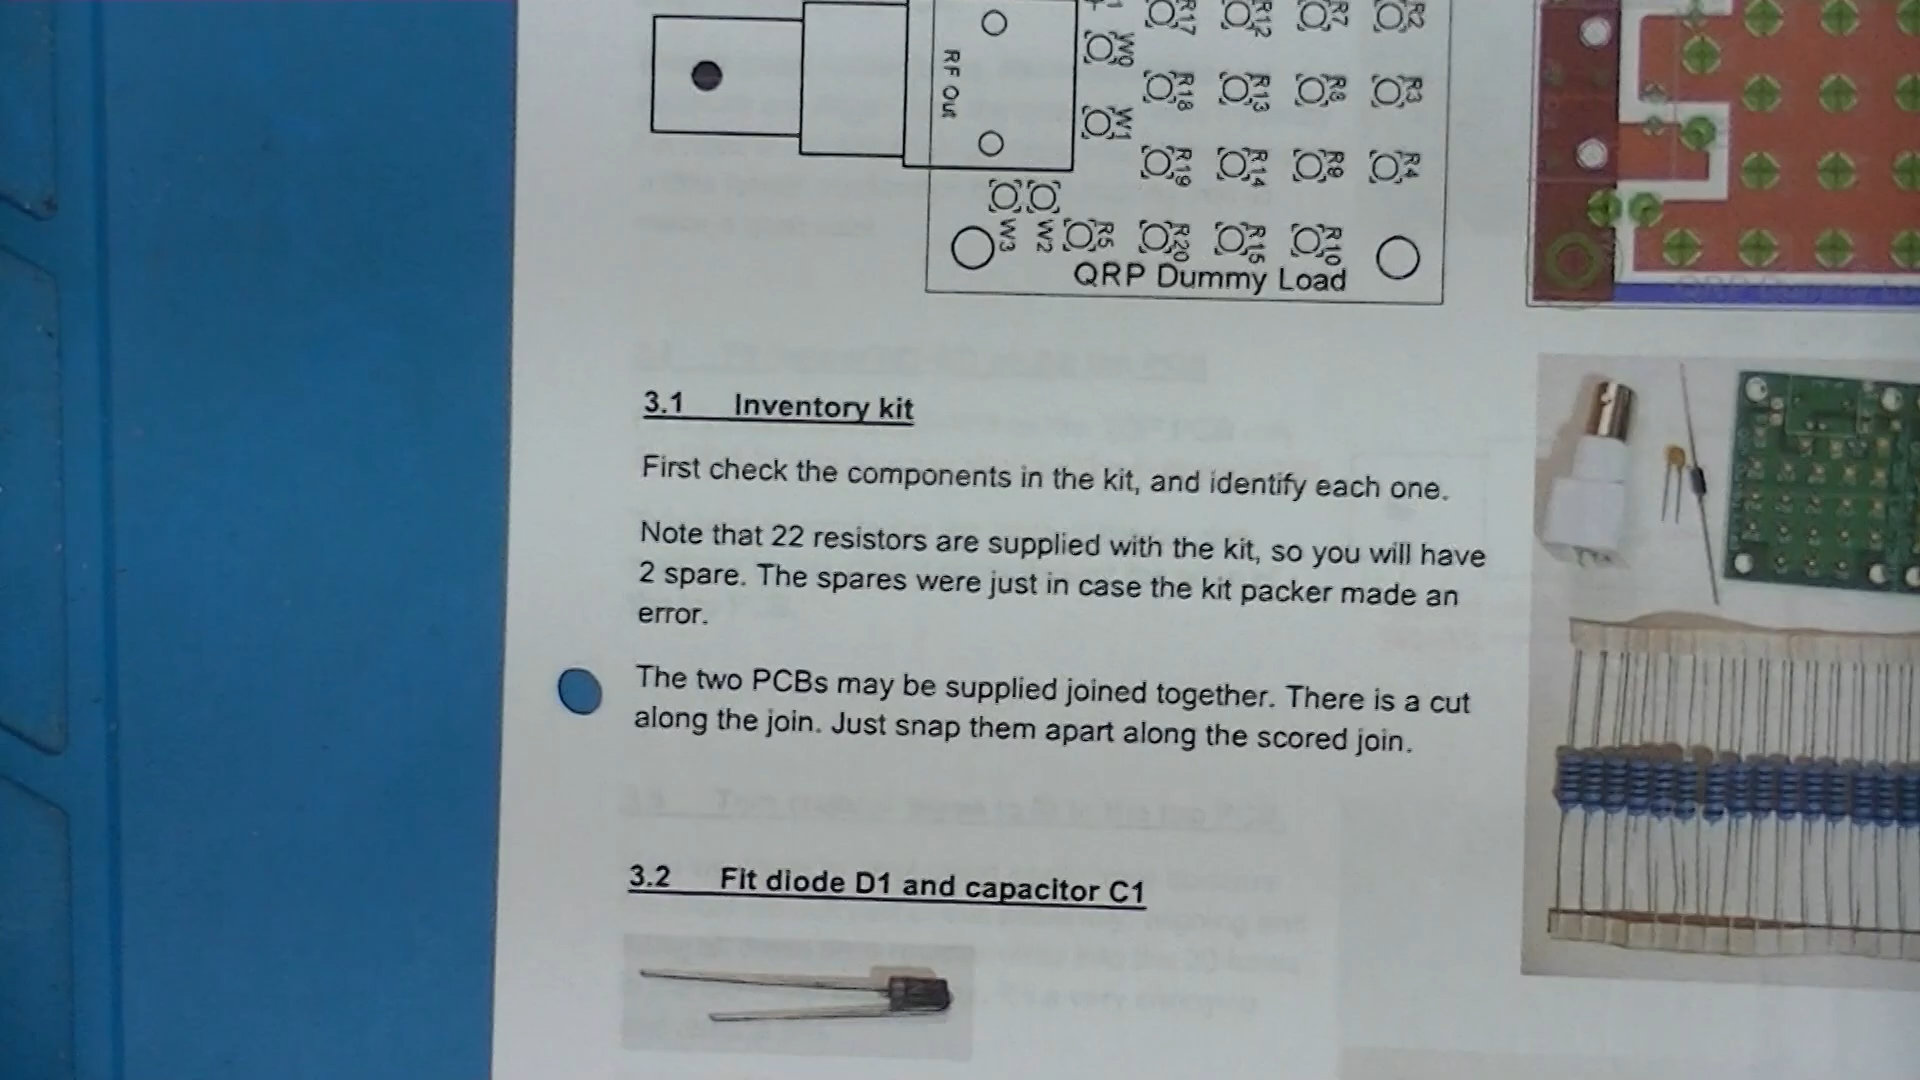 R17 R12 R7 R2
W0
R18 R13 R8 R3
RF Out
W1
R19 R14 R9 R4
W3 W2 R5 R20 R15 R10
QRP Dummy Load
3.1 Inventory kit
First check the components in the kit, and identify each one.
Note that 22 resistors are supplied with the kit, so you will have
2 spare. The spares were just in case the kit packer made an
error.
The two PCBs may be supplied joined together. There is a cut
along the join. Just snap them apart along the scored join.
3.2 Fit diode D1 and capacitor C1